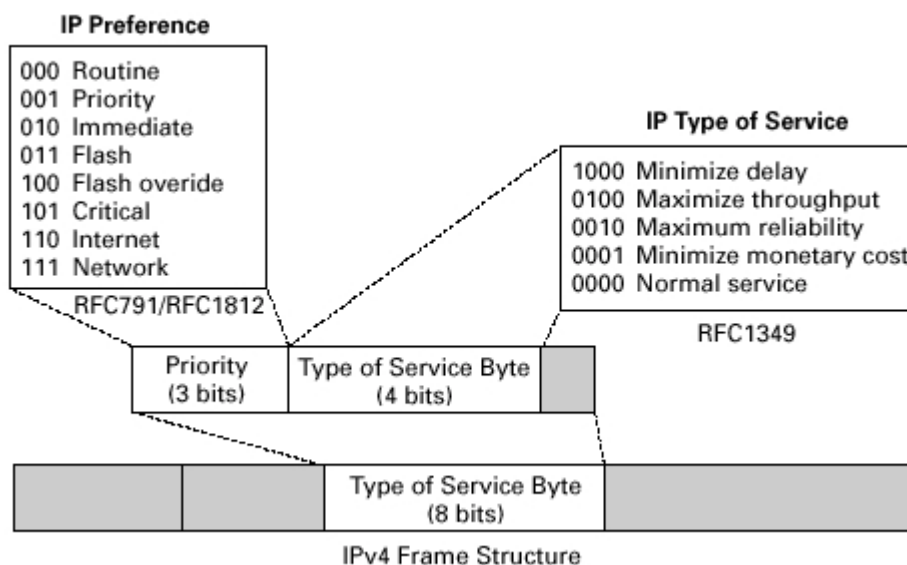 IP Preference
000 Routine
001 Priority
010 Immediate
011 Flash
100 Flash overide
101 Critical
110 Internet
111 Network
RFC791/RFC1812
IP Type of Service
1000 Minimize delay
0100 Maximize throughput
0010 Maximum reliability
0001 Minimize monetary cost
0000 Normal service
RFC1349
Priority
(3 bits)
Type of Service Byte
(4 bits)
Type of Service Byte
(8 bits)
IPv4 Frame Structure